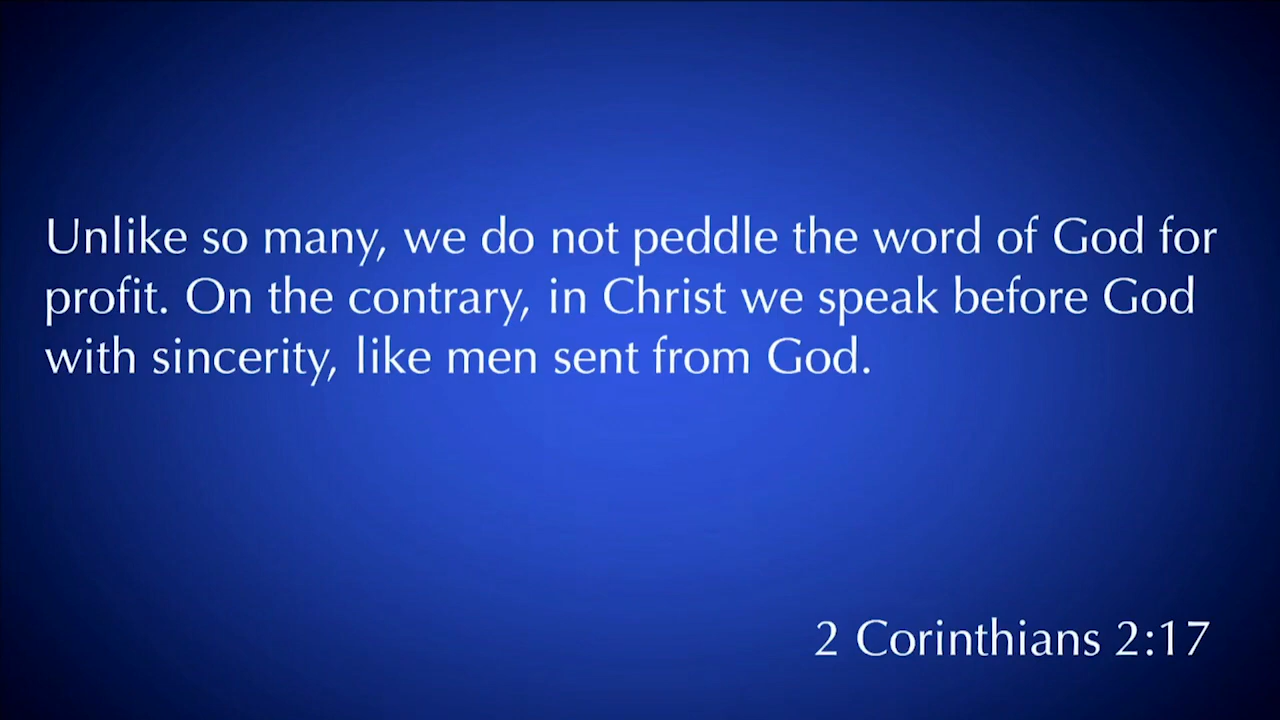 Unlike so many, we do not peddle the word of God for
profit. On the contrary, in Christ we speak before God
with sincerity, like men sent from God.
2 Corinthians 2:17